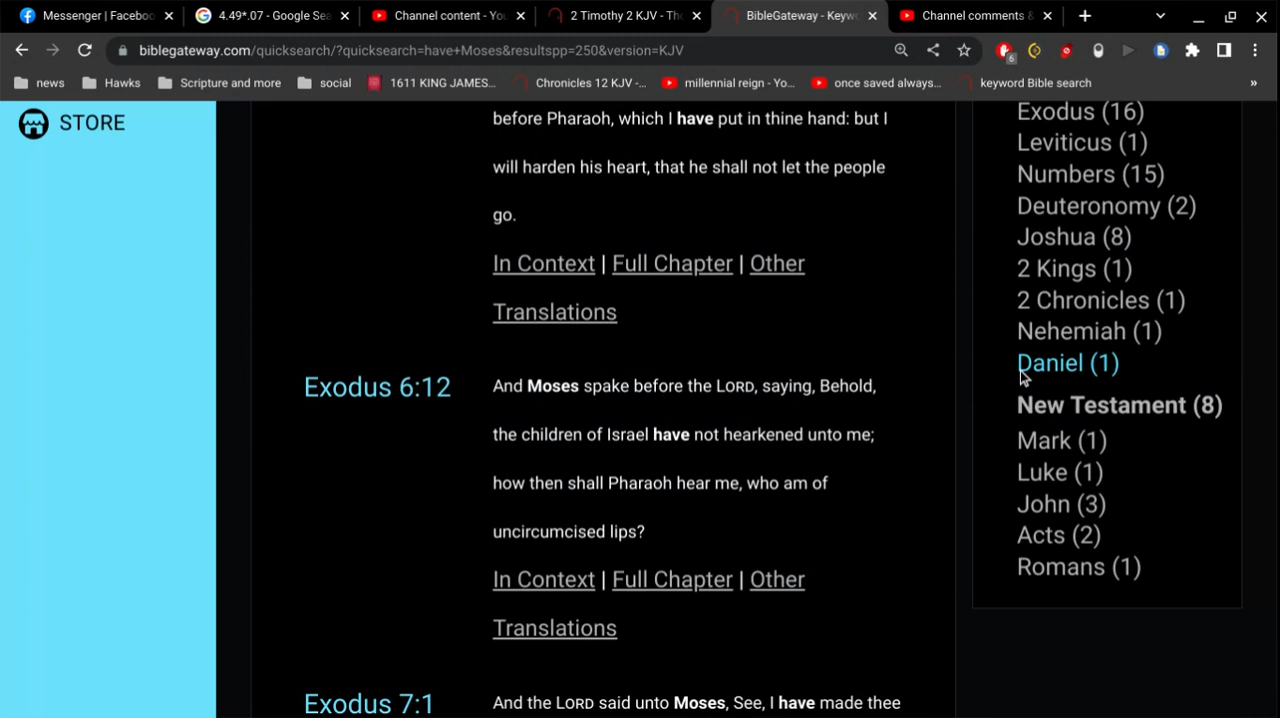 Messenger | Faceboo
4.49*.07 - Google Sea
Channel content - You
2 Timothy 2 KJV - The
BibleGateway - Keywo
Channel comments &
biblegateway.com/quicksearch/?quicksearch=have+Moses&resultspp=250&version=KJV
6
news
Hawks
Scripture and more
social
1611 KING JAMES...
Chronicles 12 KJV -...
millennial reign - Yo...
once saved always...
keyword Bible search
»
STORE
before Pharaoh, which I have put in thine hand: but I
will harden his heart, that he shall not let the people
go.
In Context | Full Chapter | Other
Translations
Exodus 6:12
And Moses spake before the LORD, saying, Behold,
the children of Israel have not hearkened unto me;
how then shall Pharaoh hear me, who am of
uncircumcised lips?
In Context | Full Chapter | Other
Translations
Exodus 7:1
And the LORD said unto Moses, See, I have made thee
Exodus (16)
Leviticus (1)
Numbers (15)
Deuteronomy (2)
Joshua (8)
2 Kings (1)
2 Chronicles (1)
Nehemiah (1)
Daniel (1)
New Testament (8)
Mark (1)
Luke (1)
John (3)
Acts (2)
Romans (1)